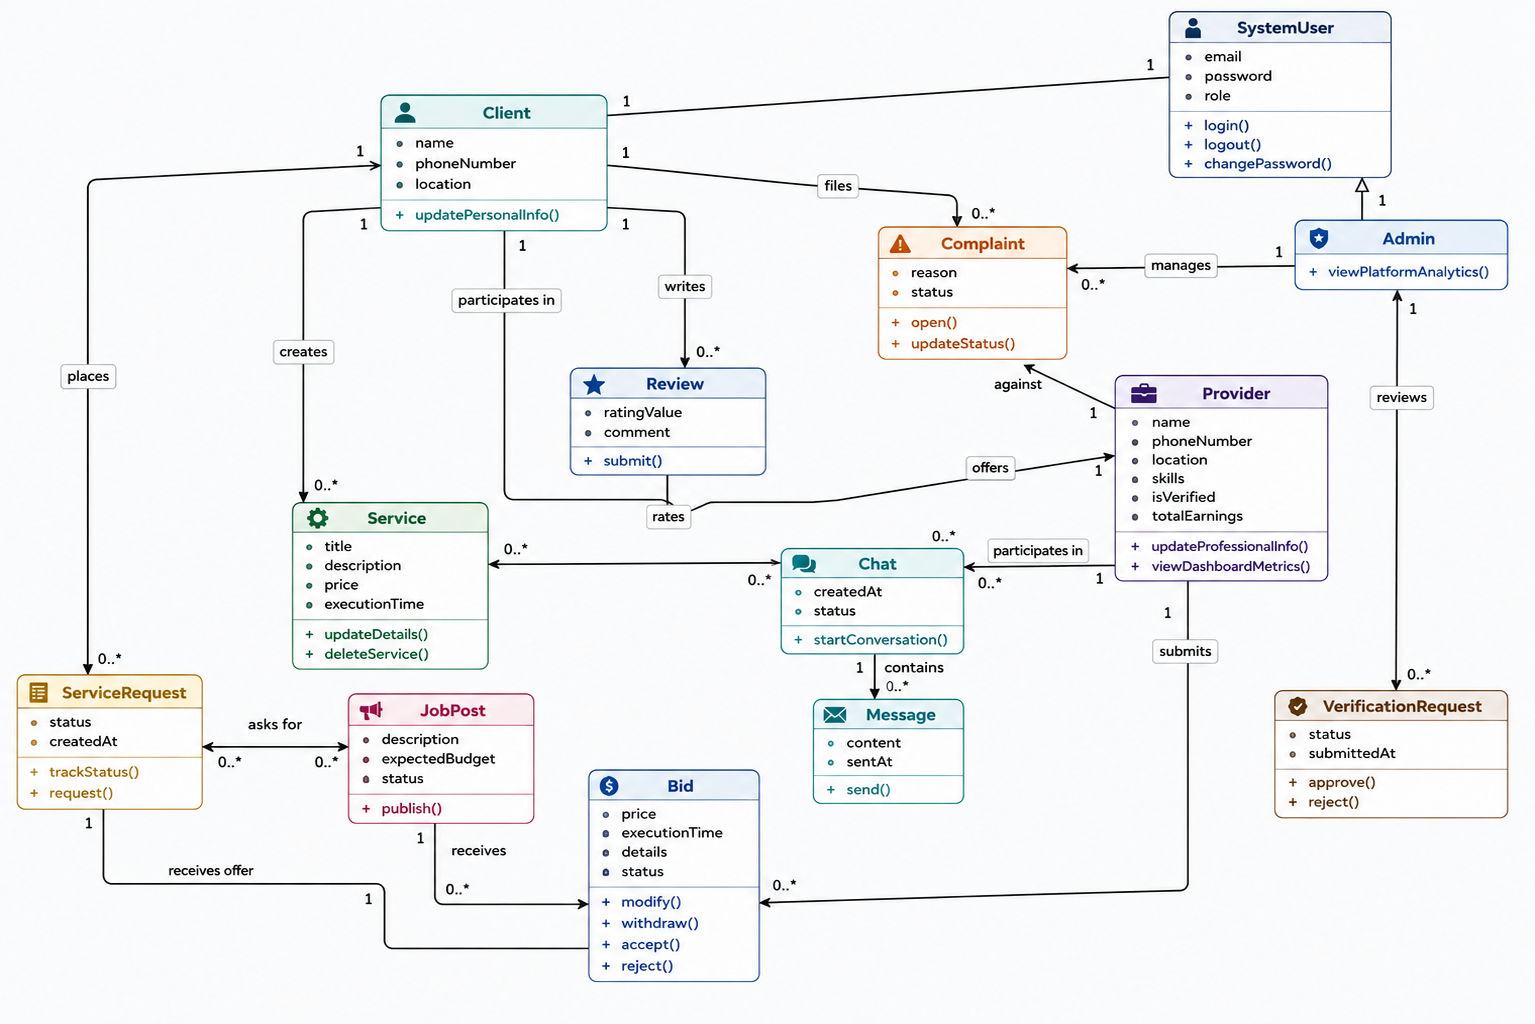 SystemUser
email
password
role
+ login()
+ logout()
+ changePassword()
1
1
Client
name
phoneNumber
location
+ updatePersonalInfo()
1
1
files
0..*
1
1
1
1
Complaint
reason
status
+ open()
+ updateStatus()
Admin
+ viewPlatformAnalytics()
manages
1
0..*
1
participates in
writes
creates
places
0..*
Review
ratingValue
comment
+ submit()
against
1
Provider
name
phoneNumber
location
skills
isVerified
totalEarnings
+ updateProfessionalInfo()
+ viewDashboardMetrics()
reviews
offers
1
0..*
rates
Service
title
description
price
executionTime
+ updateDetails()
+ deleteService()
0..*
0..*
0..*
Chat
createdAt
status
+ startConversation()
participates in
0..*
1
1
submits
1
contains
0..*
0..*
0..*
ServiceRequest
status
createdAt
+ trackStatus()
+ request()
asks for
0..*
0..*
JobPost
description
expectedBudget
status
+ publish()
Message
content
sentAt
+ send()
VerificationRequest
status
submittedAt
+ approve()
+ reject()
Bid
price
executionTime
details
status
+ modify()
+ withdraw()
+ accept()
+ reject()
1
1
receives
receives offer
0..*
1
0..*